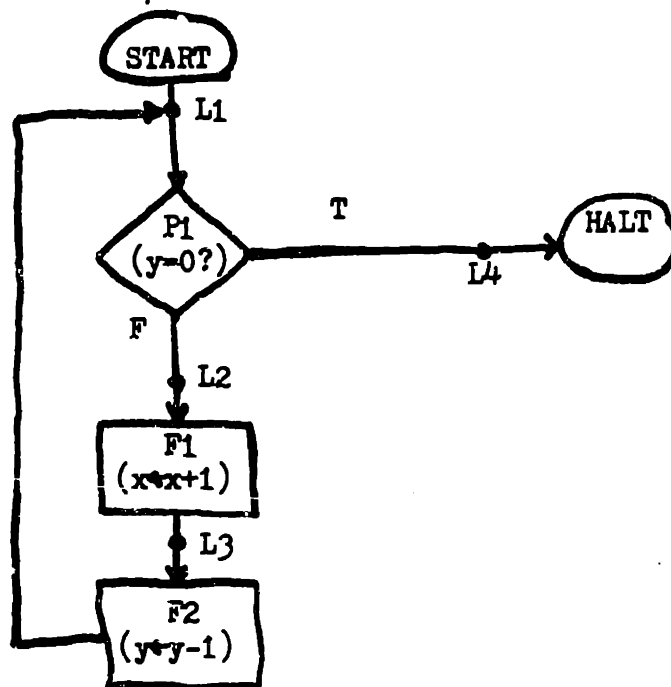 START
L1
P1
(y=0?)
T
HALT
L4
F
L2
F1
(x←x+1)
L3
F2
(y←y-1)